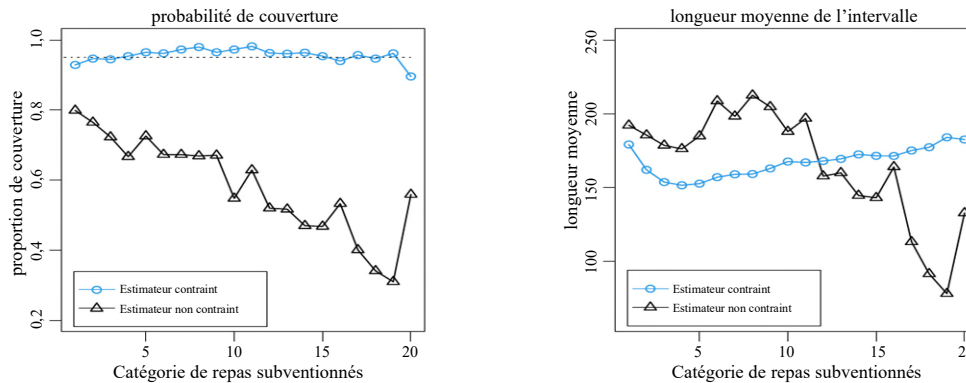 probabilité de couverture
proportion de couverture
1,0
0,8
0,6
0,4
0,2
Estimateur contraint
Estimateur non contraint
5
10
15
20
Catégorie de repas subventionnés
longueur moyenne de l'intervalle
longueur moyenne
250
200
150
100
Estimateur contraint
Estimateur non contraint
5
10
15
2
Catégorie de repas subventionnés